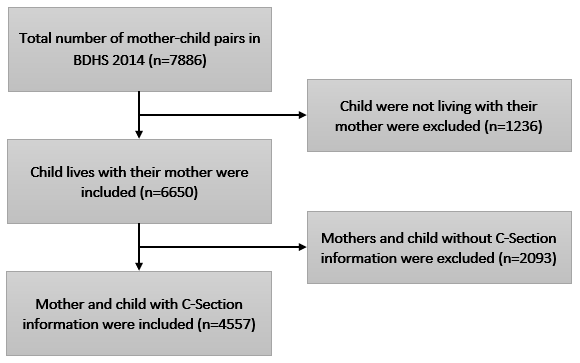 Total number of mother-child pairs in
BDHS 2014 (n=7886)
Child were not living with their
mother were excluded (n=1236)
Child lives with their mother were
included (n=6650)
Mothers and child without C-Section
information were excluded (n=2093)
Mother and child with C-Section
information were included (n=4557)